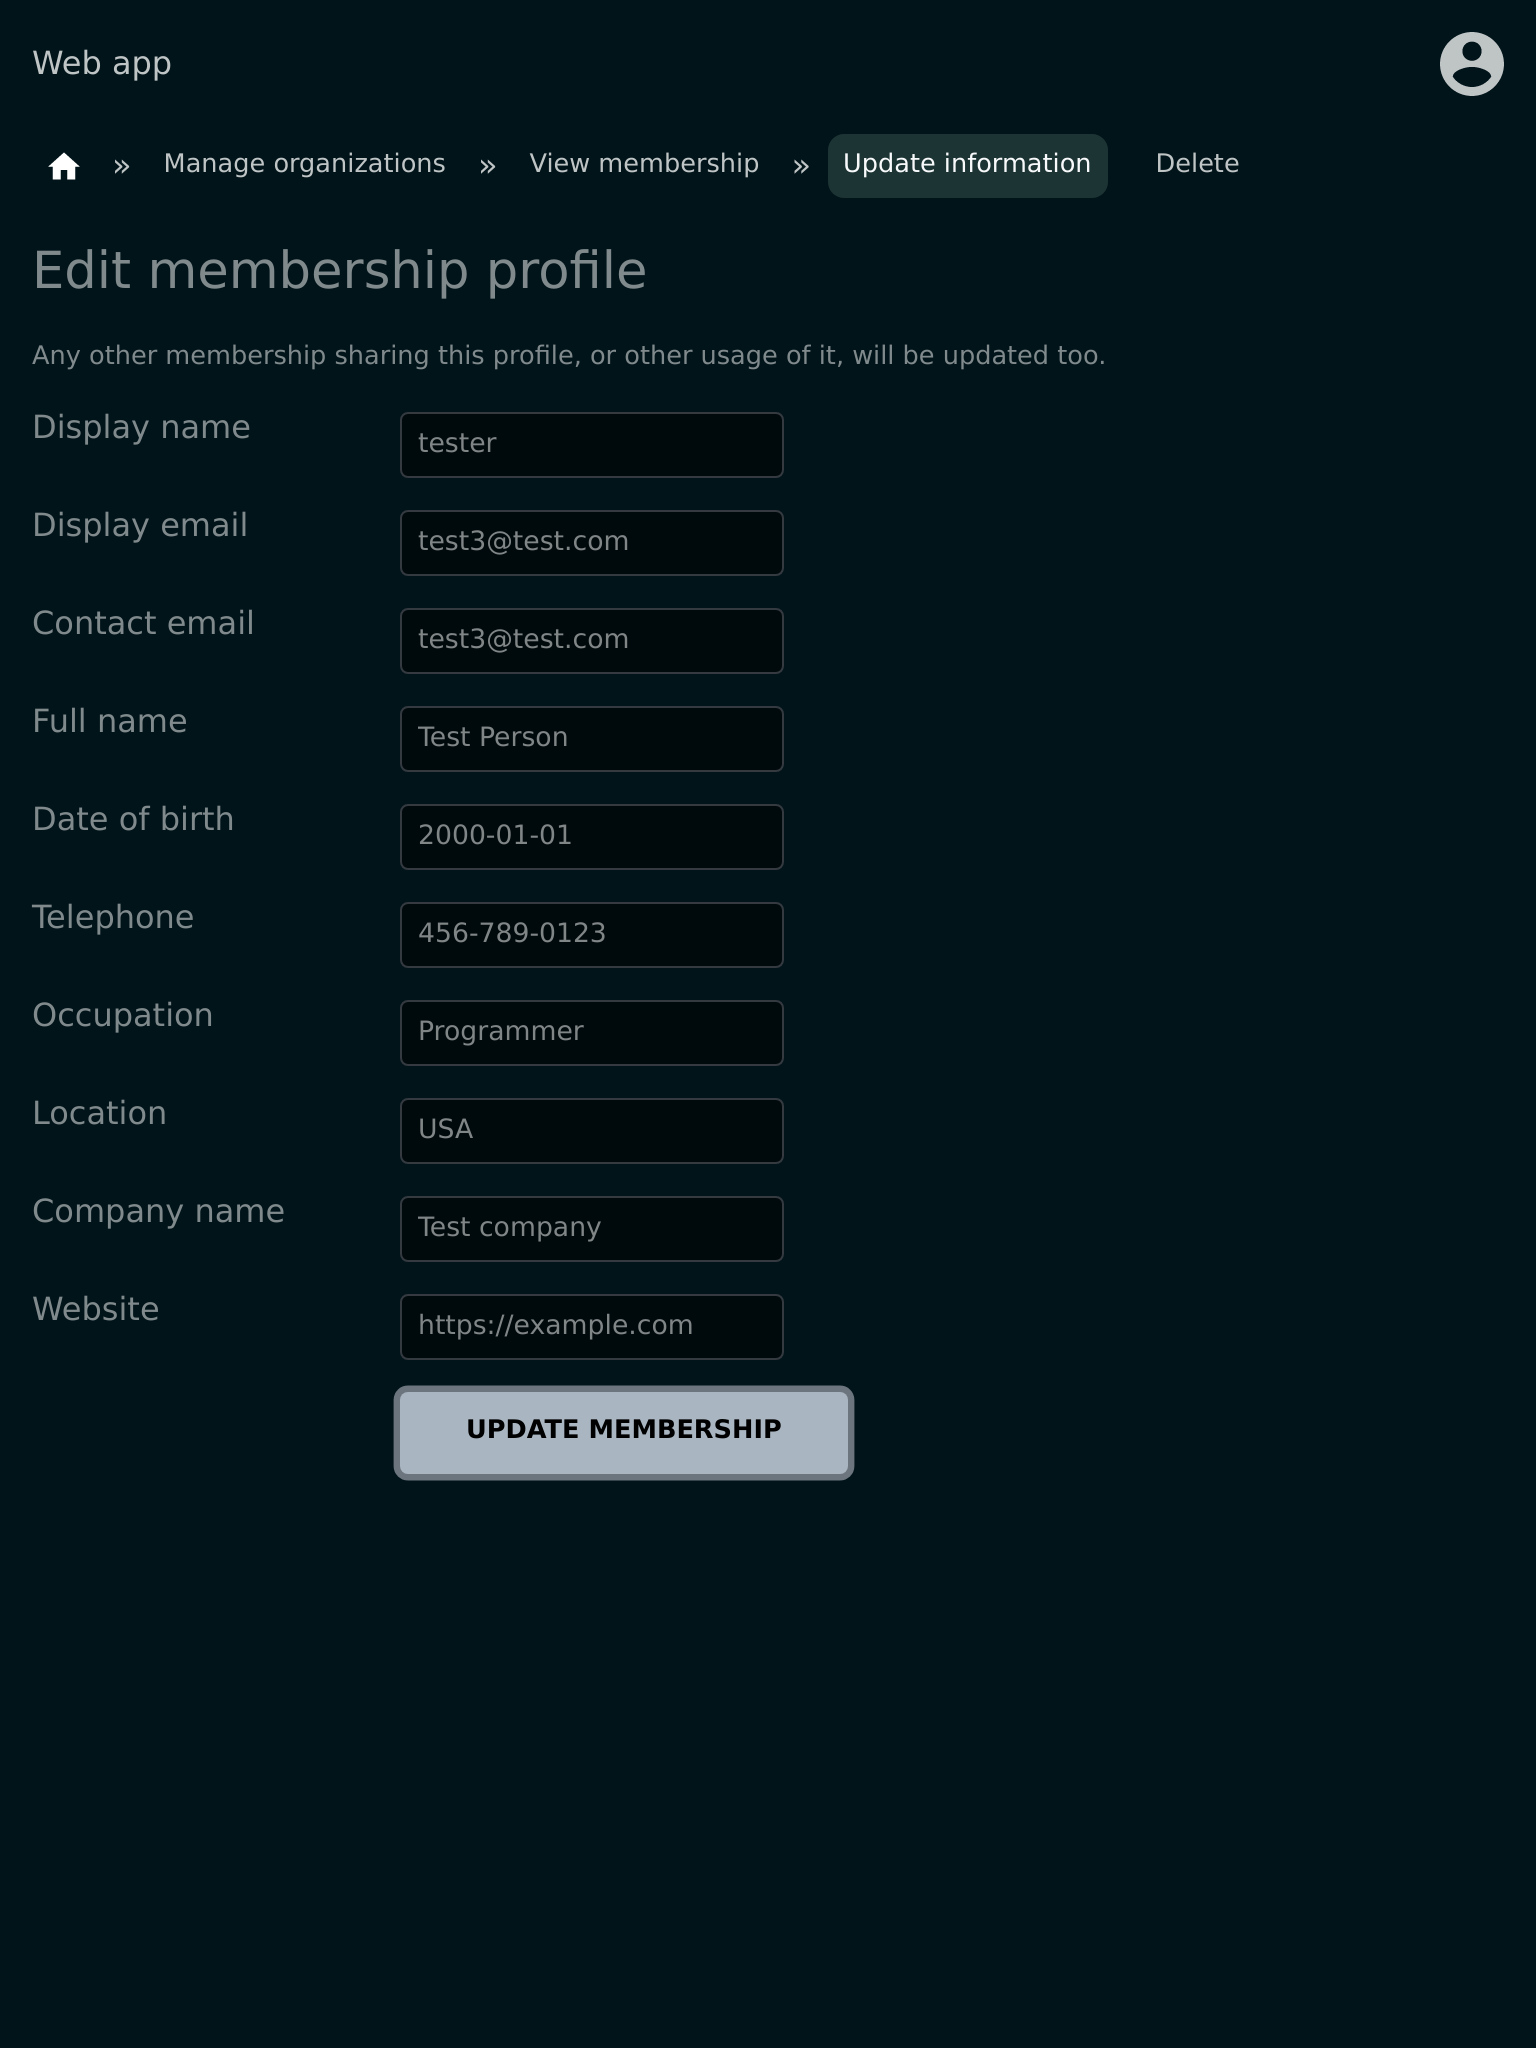 Web app
» Manage organizations » View membership » Update information Delete
Edit membership profile
Any other membership sharing this profile, or other usage of it, will be updated too.
Display name tester
Display email test3@test.com
Contact email test3@test.com
Full name Test Person
Date of birth 2000-01-01
Telephone 456-789-0123
Occupation Programmer
Location USA
Company name Test company
Website https://example.com
UPDATE MEMBERSHIP